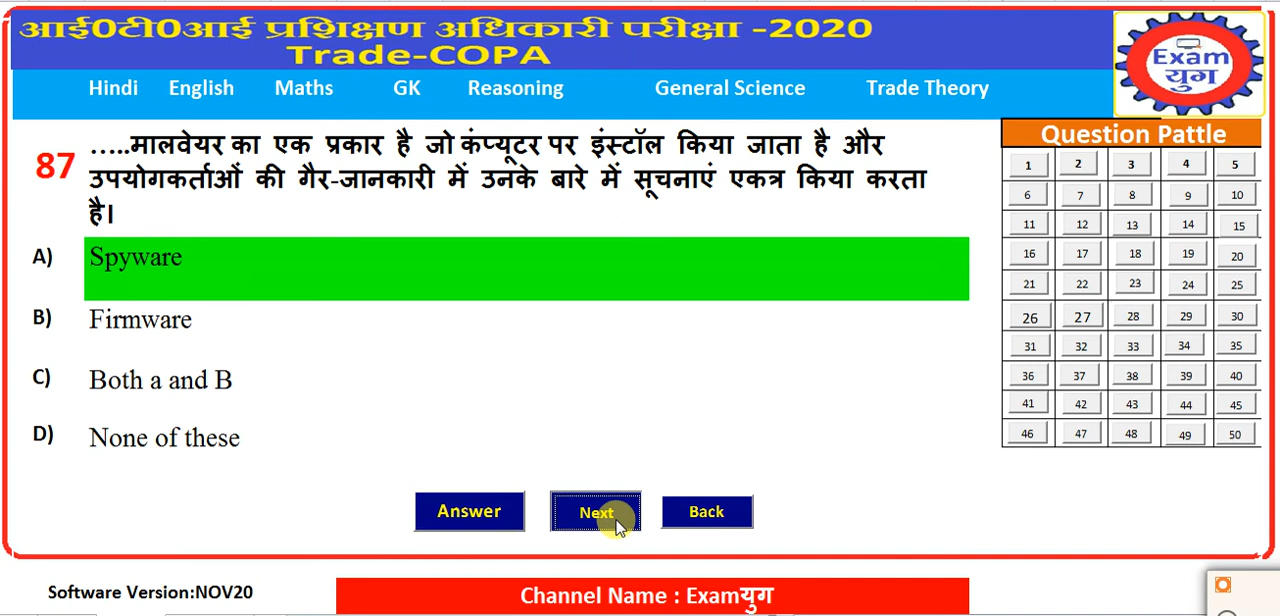 आई0टी0आई प्रशिक्षण अधिकारी परीक्षा -2020
Trade-COPA
Exam
युग
Hindi English Maths GK Reasoning General Science Trade Theory
87
.....मालवेयर का एक प्रकार है जो कंप्यूटर पर इंस्टॉल किया जाता है और
उपयोगकर्ताओं की गैर-जानकारी में उनके बारे में सूचनाएं एकत्र किया करता
है।
A) Spyware
B) Firmware
C) Both a and B
D) None of these
Answer Next Back
Question Pattle
1 2 3 4 5
6 7 8 9 10
11 12 13 14 15
16 17 18 19 20
21 22 23 24 25
26 27 28 29 30
31 32 33 34 35
36 37 38 39 40
41 42 43 44 45
46 47 48 49 50
Software Version:NOV20
Channel Name : Examयुग